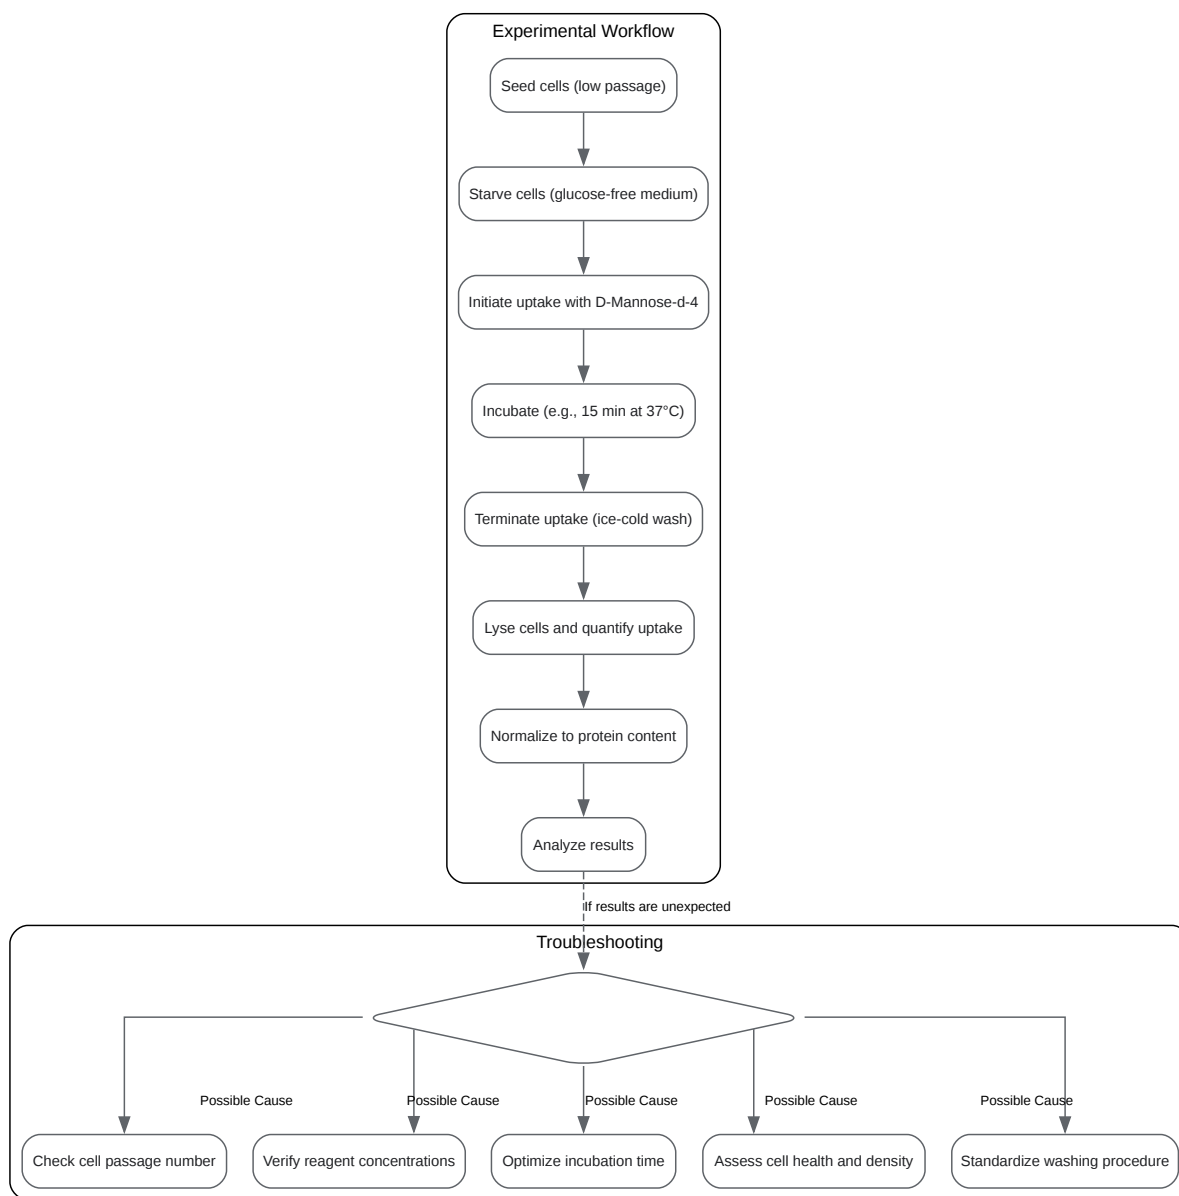 Experimental Workflow
Seed cells (low passage)
Starve cells (glucose-free medium)
Initiate uptake with D-Mannose-d-4
Incubate (e.g., 15 min at 37°C)
Terminate uptake (ice-cold wash)
Lyse cells and quantify uptake
Normalize to protein content
Analyze results
If results are unexpected
Troubleshooting
Possible Cause
Possible Cause
Possible Cause
Possible Cause
Possible Cause
Check cell passage number
Verify reagent concentrations
Optimize incubation time
Assess cell health and density
Standardize washing procedure